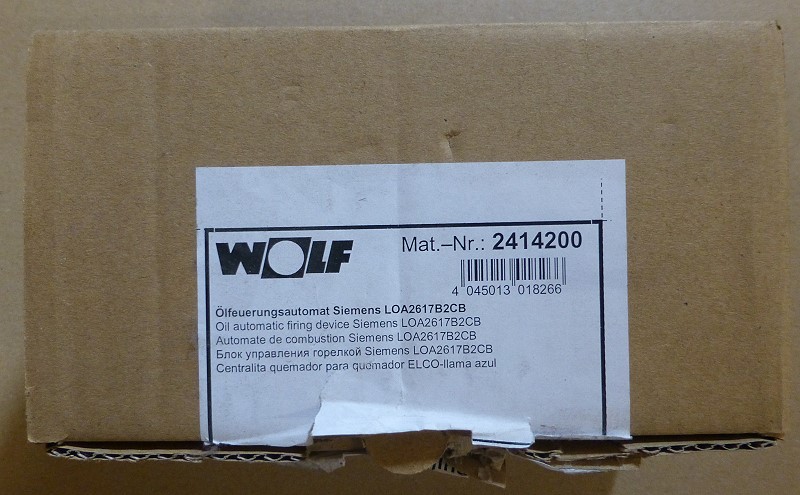 WOLF
Mat.–Nr.: 2414200
4 045013 018266
Ölfeuerungsautomat Siemens LOA2617B2CB
Oil automatic firing device Siemens LOA2617B2CB
Automate de combustion Siemens LOA2617B2CB
Блок управления горелкой Siemens LOA2617B2CB
Centralita quemador para quemador ELCO-llama azul